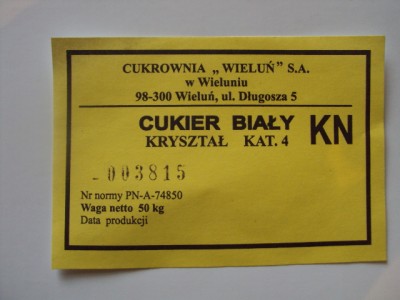 CUKROWNIA „WIELUŃ” S.A.
w Wieluniu
98-300 Wieluń, ul. Długosza 5
CUKIER BIAŁY KN
KRYSZTAŁ KAT. 4
- 003815
Nr normy PN-A-74850
Waga netto 50 kg
Data produkcji